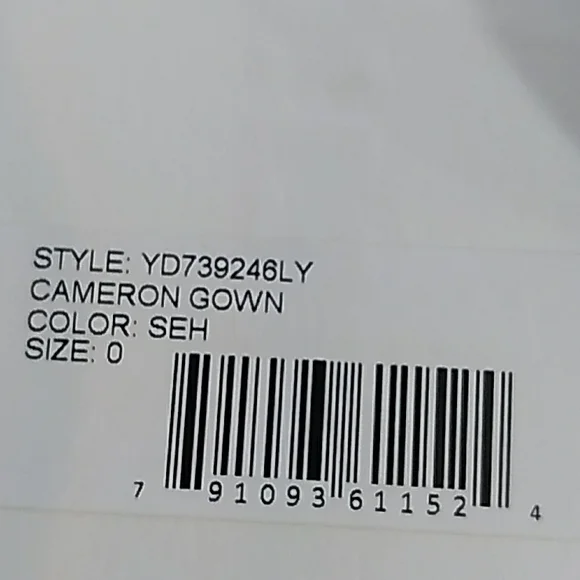 STYLE: YD739246LY
CAMERON GOWN
COLOR: SEH
SIZE: 0
7 91093 61152 4